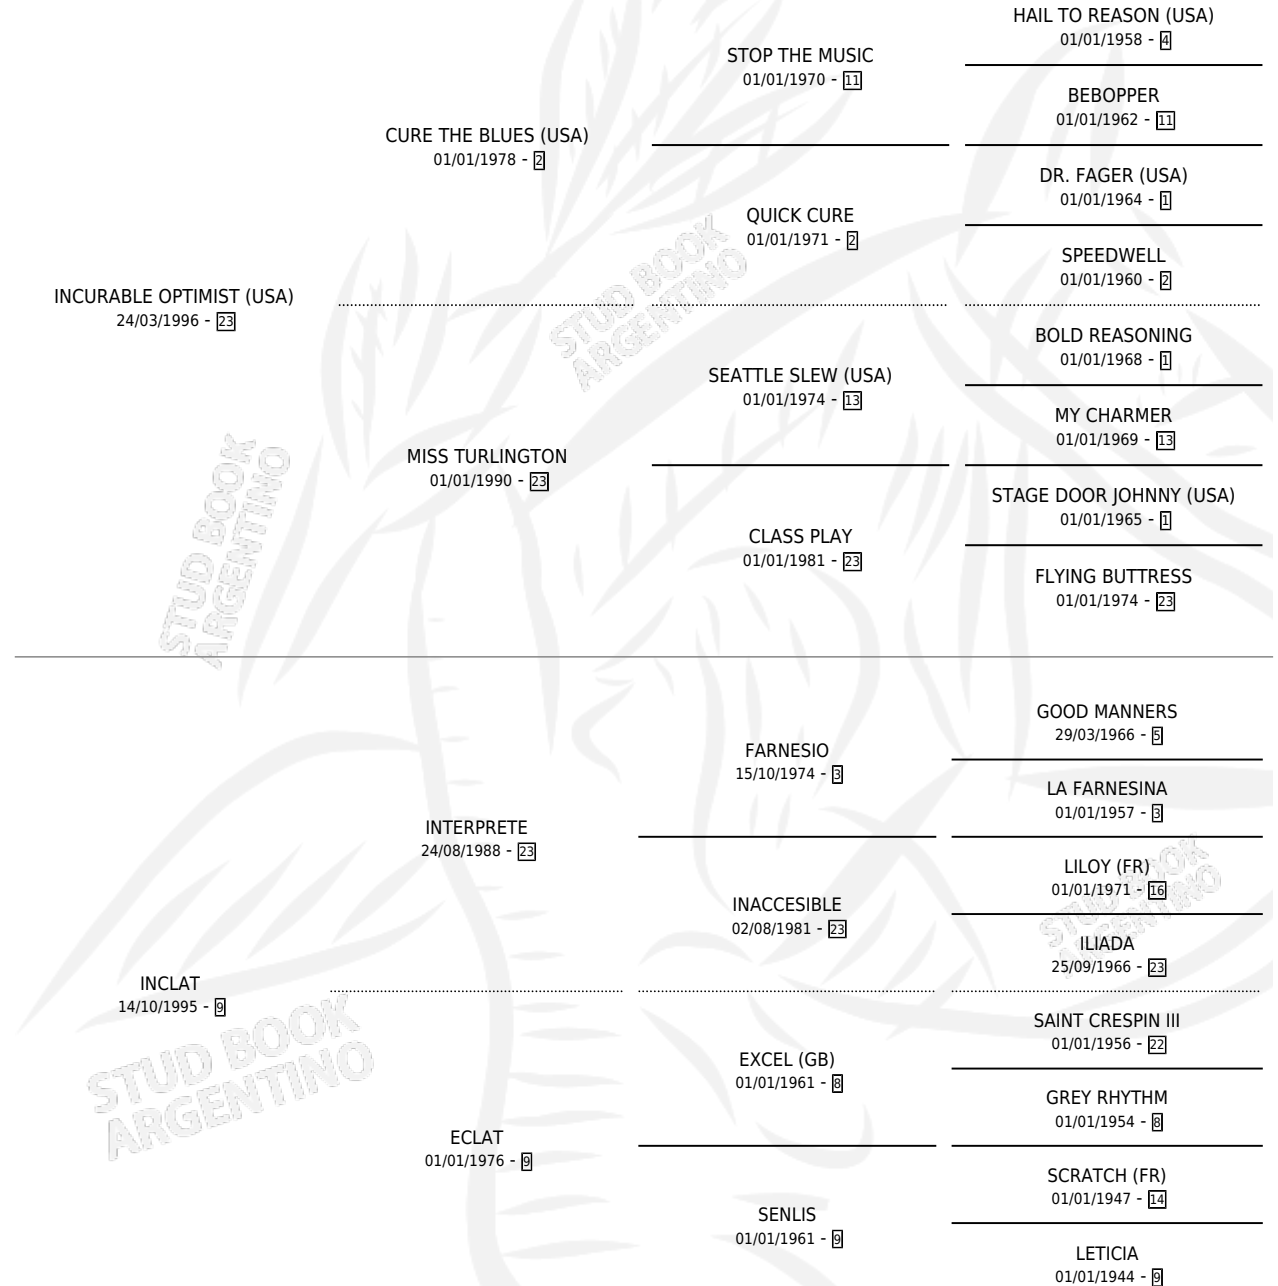 HAIL TO REASON (USA)
01/01/1958 - 4
STOP THE MUSIC
01/01/1970 - 11
BEBOPPER
01/01/1962 - 11
CURE THE BLUES (USA)
01/01/1978 - 2
DR. FAGER (USA)
01/01/1964 - 1
QUICK CURE
01/01/1971 - 2
SPEEDWELL
01/01/1960 - 2
INCURABLE OPTIMIST (USA)
24/03/1996 - 23
BOLD REASONING
01/01/1968 - 1
SEATTLE SLEW (USA)
01/01/1974 - 13
MY CHARMER
01/01/1969 - 13
MISS TURLINGTON
01/01/1990 - 23
STAGE DOOR JOHNNY (USA)
01/01/1965 - 1
CLASS PLAY
01/01/1981 - 23
FLYING BUTTRESS
01/01/1974 - 23
STUD BOOK
ARGENTINO
STUD BOOK
ARGENTINO
GOOD MANNERS
29/03/1966 - 5
FARNESIO
15/10/1974 - 3
LA FARNESINA
01/01/1957 - 3
INTERPRETE
24/08/1988 - 23
LILOY (FR)
01/01/1971 - 16
INACCESIBLE
02/08/1981 - 23
ILIADA
25/09/1966 - 23
STUD BOOK
ARGENTINO
INCLAT
14/10/1995 - 9
SAINT CRESPIN III
01/01/1956 - 22
EXCEL (GB)
01/01/1961 - 8
GREY RHYTHM
01/01/1954 - 8
STUD BOOK
ARGENTINO
ECLAT
01/01/1976 - 9
SCRATCH (FR)
01/01/1947 - 14
SENLIS
01/01/1961 - 9
LETICIA
01/01/1944 - 9